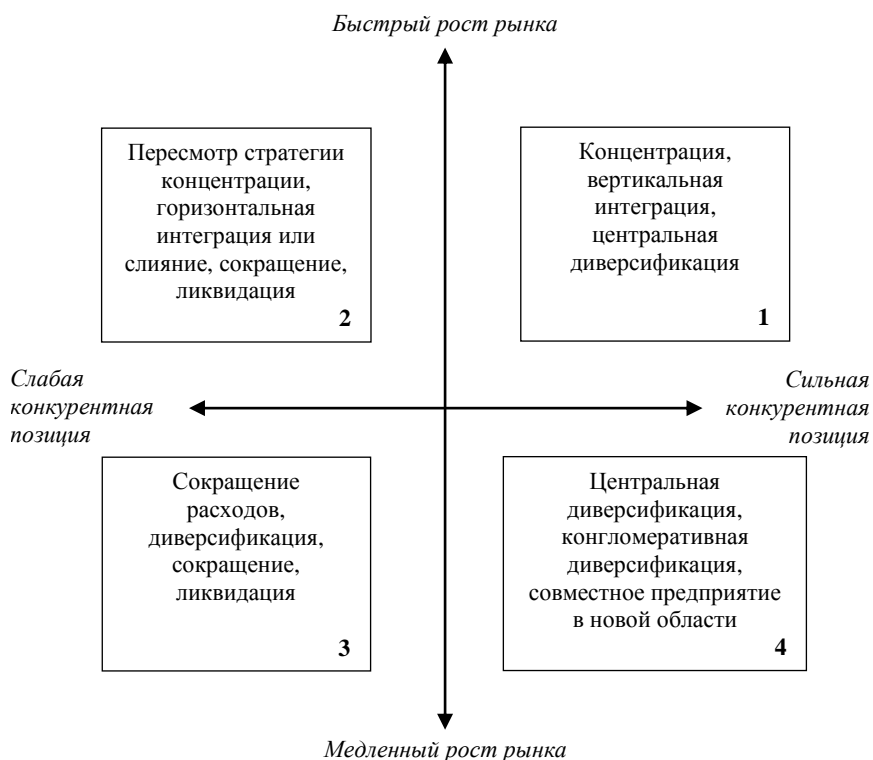 Быстрый рост рынка
Пересмотр стратегии
концентрации,
горизонтальная
интеграция или
слияние, сокращение,
ликвидация
2
Концентрация,
вертикальная
интеграция,
центральная
диверсификация
1
Слабая
конкурентная
позиция
Сильная
конкурентная
позиция
Сокращение
расходов,
диверсификация,
сокращение,
ликвидация
3
Центральная
диверсификация,
конгломеративная
диверсификация,
совместное предприятие
в новой области
4
Медленный рост рынка